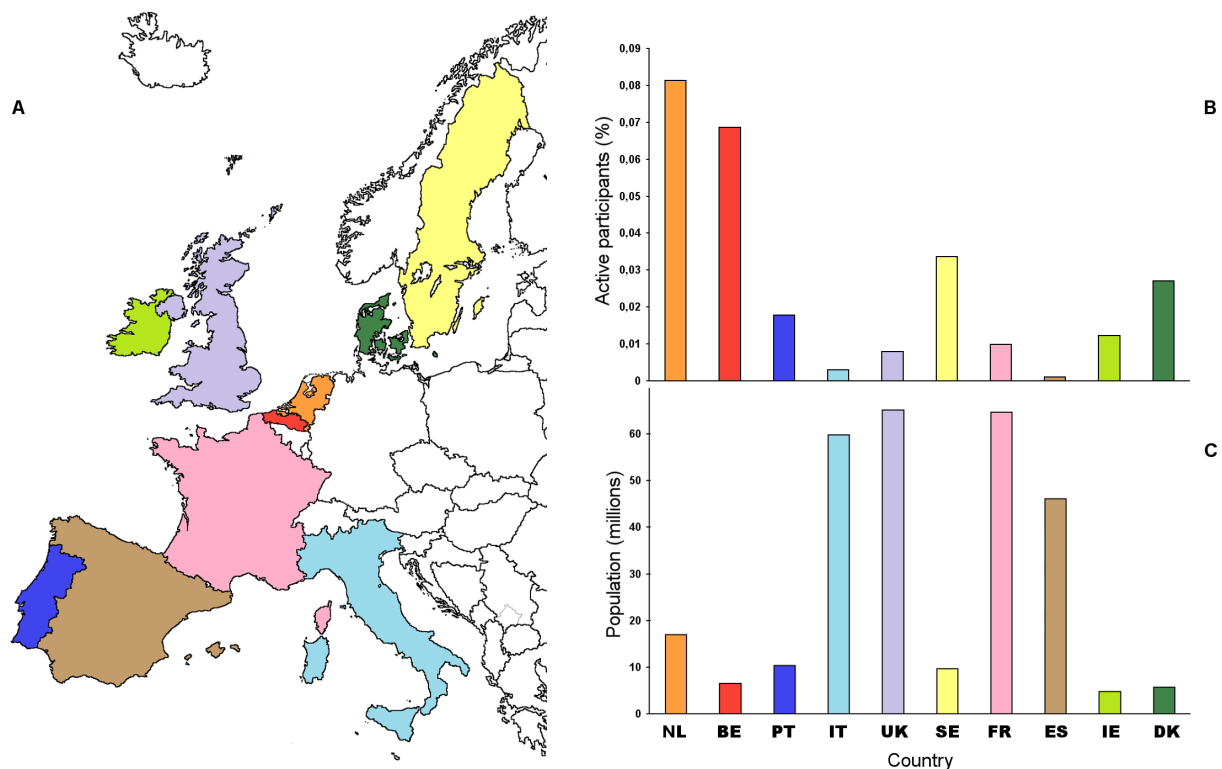 A
B
Active participants (%)
0,09
0,08
0,07
0,06
0,05
0,04
0,03
0,02
0,01
0
C
Population (millions)
60
50
40
30
20
10
0
NL BE PT IT UK SE FR ES IE DK
Country